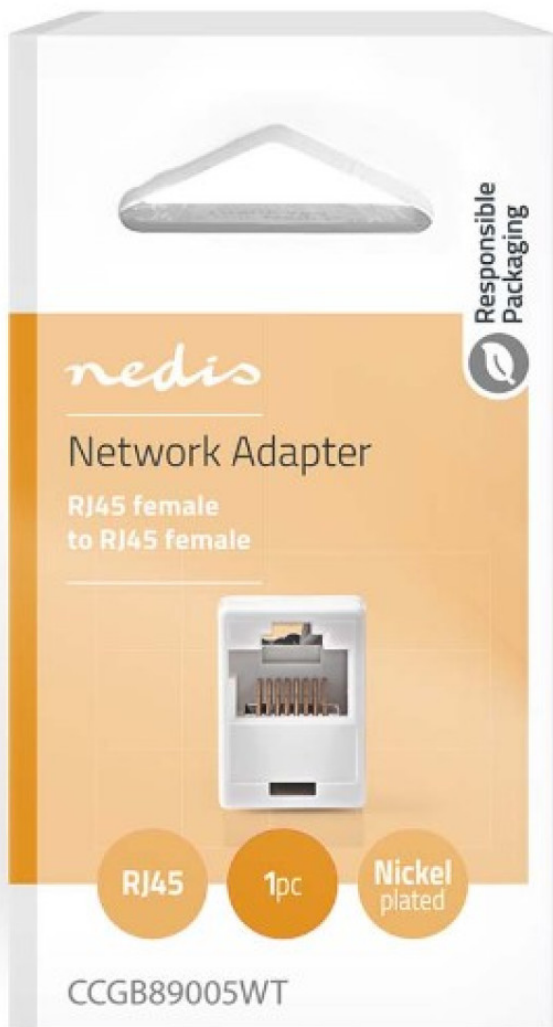 Responsible
Packaging
nedis
Network Adapter
RJ45 female
to RJ45 female
RJ45
1pc
Nickel
plated
CCGB89005WT